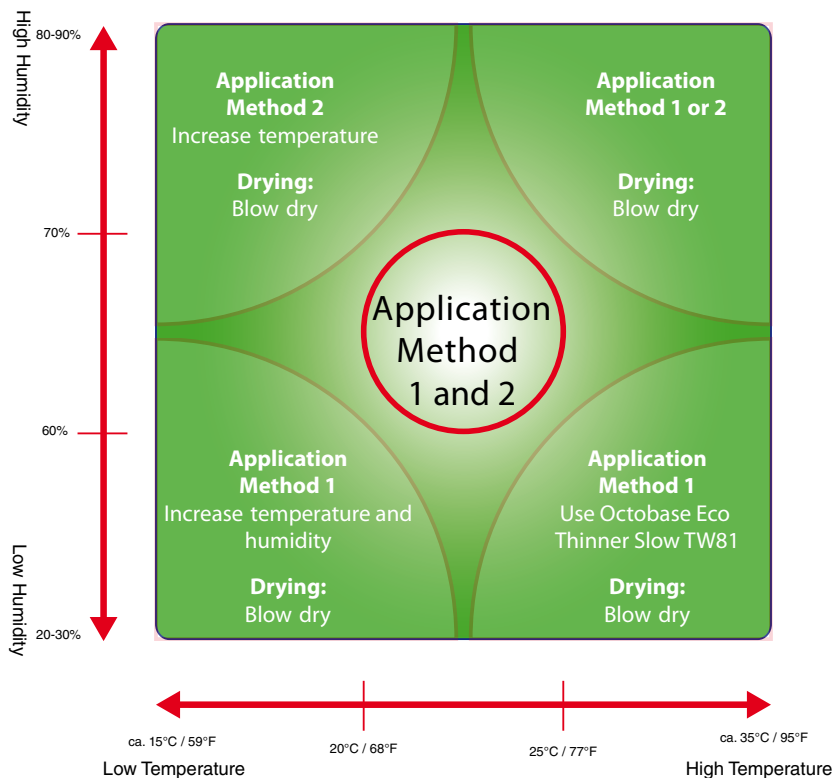 High Humidity
80-90%
Application
Method 2
Increase temperature
Drying:
Blow dry
Application
Method 1 or 2
Drying:
Blow dry
70%
Application
Method
1 and 2
60%
Application
Method 1
Increase temperature and
humidity
Drying:
Blow dry
Application
Method 1
Use Octobase Eco
Thinner Slow TW81
Drying:
Blow dry
Low Humidity
20-30%
ca. 15°C / 59°F
20°C / 68°F
25°C / 77°F
ca. 35°C / 95°F
Low Temperature
High Temperature